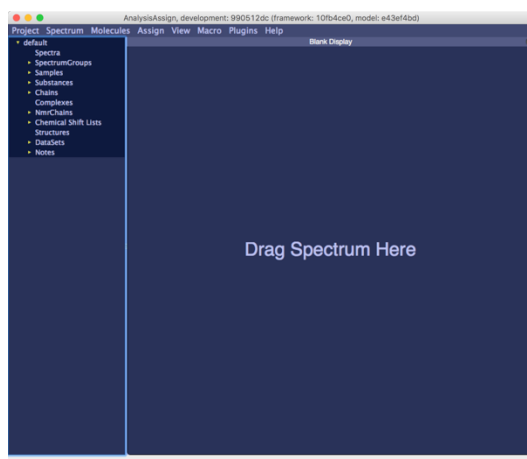 AnalysisAssign, development: 990512dc (framework: 10fb4ce0, model: e43ef4bd)
Project Spectrum Molecules Assign View Macro Plugins Help
default
Blank Display
Spectra
SpectrumGroups
Samples
Substances
Chains
Complexes
NmrChains
Chemical Shift Lists
Structures
DataSets
Notes
Drag Spectrum Here